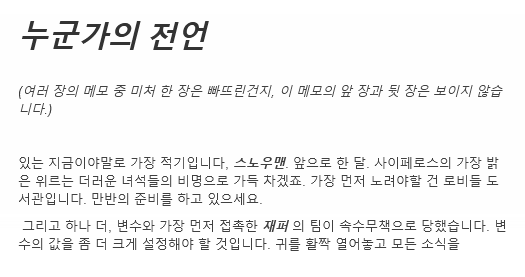 누군가의 전언
(여러 장의 메모 중 미처 한 장은 빠뜨린건지, 이 메모의 앞 장과 뒷 장은 보이지 않습
니다.)
있는 지금이야말로 가장 적기입니다, 스노우맨. 앞으로 한 달. 사이페로스의 가장 밝
은 위르는 더러운 녀석들의 비명으로 가득 차겠죠. 가장 먼저 노려야할 건 로비들 도
서관입니다. 만반의 준비를 하고 있으세요.
그리고 하나 더, 변수와 가장 먼저 접촉한 재퍼 의 팀이 속수무책으로 당했습니다. 변
수의 값을 좀 더 크게 설정해야 할 것입니다. 귀를 활짝 열어놓고 모든 소식을